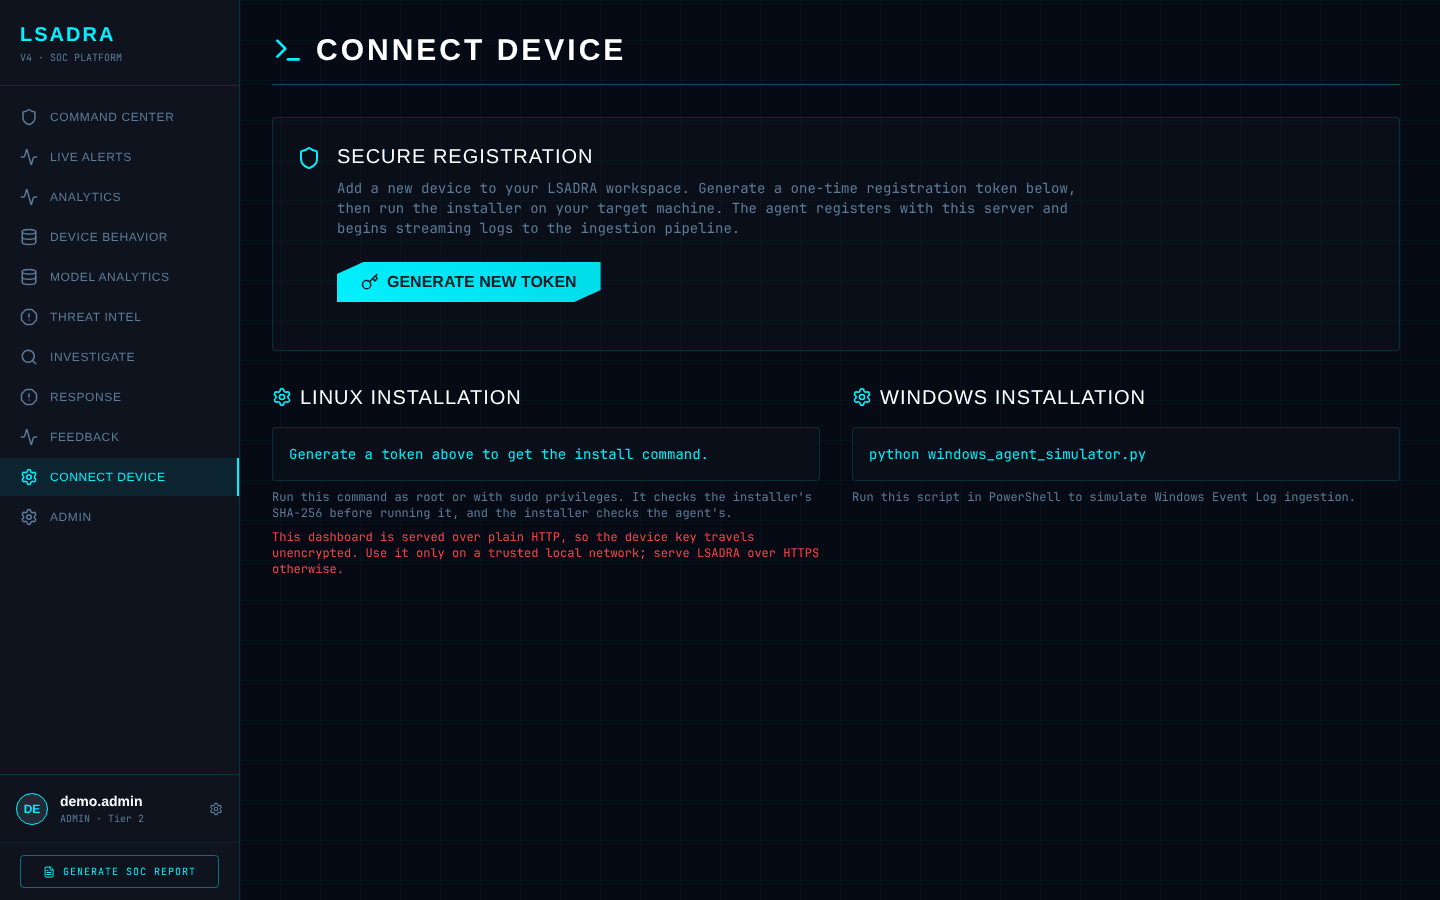 LSADRA
V4 · SOC PLATFORM
COMMAND CENTER
LIVE ALERTS
ANALYTICS
DEVICE BEHAVIOR
MODEL ANALYTICS
THREAT INTEL
INVESTIGATE
RESPONSE
FEEDBACK
CONNECT DEVICE
ADMIN
DE
demo.admin
ADMIN · Tier 2
GENERATE SOC REPORT
CONNECT DEVICE
SECURE REGISTRATION
Add a new device to your LSADRA workspace. Generate a one-time registration token below,
then run the installer on your target machine. The agent registers with this server and
begins streaming logs to the ingestion pipeline.
GENERATE NEW TOKEN
LINUX INSTALLATION
Generate a token above to get the install command.
Run this command as root or with sudo privileges. It checks the installer's
SHA-256 before running it, and the installer checks the agent's.
This dashboard is served over plain HTTP, so the device key travels
unencrypted. Use it only on a trusted local network; serve LSADRA over HTTPS
otherwise.
WINDOWS INSTALLATION
python windows_agent_simulator.py
Run this script in PowerShell to simulate Windows Event Log ingestion.